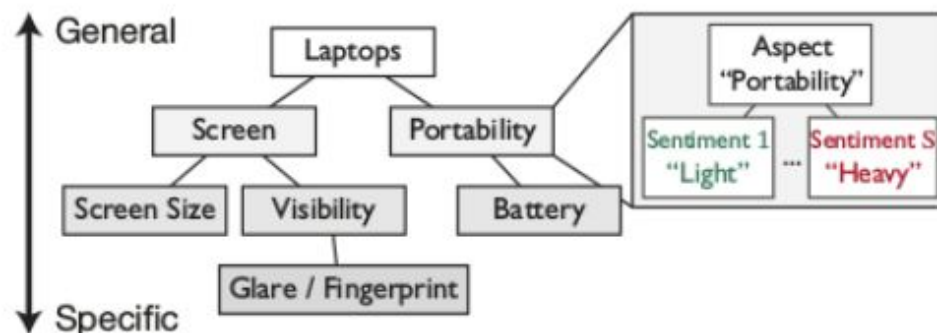 General
Laptops
Screen
Portability
Screen Size
Visibility
Battery
Glare / Fingerprint
Specific
Aspect
“Portability”
Sentiment 1
“Light”
...
Sentiment S
“Heavy”